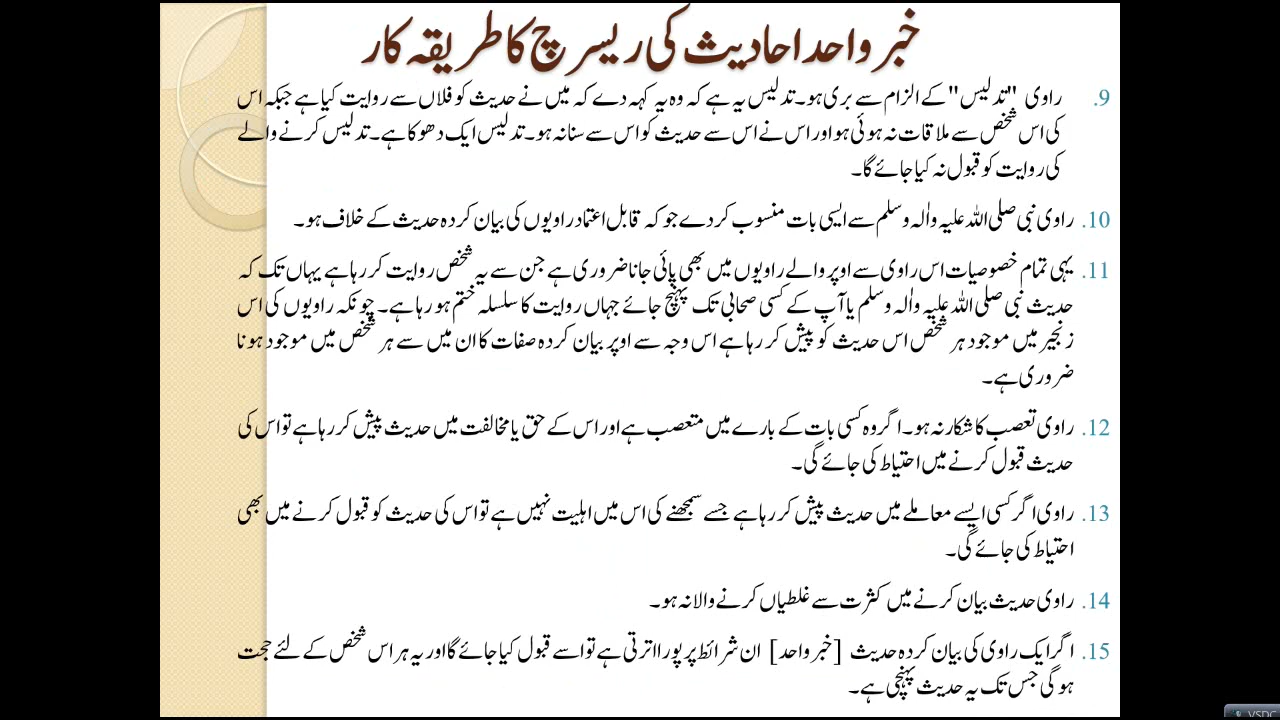 خبر واحد احادیث کی ریسرچ کا طریقہ کار
9. راوی "تدلیس" کے الزام سے بری ہو۔ تدلیس یہ ہے کہ وہ یہ کہہ دے کہ میں نے حدیث کو فلاں سے روایت کیا ہے جبکہ اس
کی اس شخص سے ملاقات نہ ہوئی ہو اور اس نے اس سے حدیث کو اس سے سنا نہ ہو۔ تدلیس ایک دھوکا ہے۔ تدلیس کرنے والے
کی روایت کو قبول نہ کیا جائے گا۔
10. راوی نبی صلی اللہ علیہ والٰہ وسلم سے ایسی بات منسوب کر دے جو کہ قابل اعتماد راویوں کی بیان کردہ حدیث کے خلاف ہو۔
11. یہی تمام خصوصیات اس راوی سے اوپر والے راویوں میں بھی پائی جانا ضروری ہے جن سے یہ شخص روایت کر رہا ہے یہاں تک کہ
حدیث نبی صلی اللہ علیہ والٰہ وسلم یا آپ کے کسی صحابی تک پہنچ جائے جہاں روایت کا سلسلہ ختم ہو رہا ہے۔ چونکہ راویوں کی اس
زنجیر میں موجود ہر شخص اس حدیث کو پیش کر رہا ہے اس وجہ سے اوپر بیان کردہ صفات کا ان میں سے ہر شخص میں موجود ہونا
ضروری ہے۔
12. راوی تعصب کا شکار نہ ہو۔ اگر وہ کسی بات کے بارے میں متعصب ہے اور اس کے حق یا مخالفت میں حدیث پیش کر رہا ہے تو اس کی
حدیث قبول کرنے میں احتیاط کی جائے گی۔
13. راوی اگر کسی ایسے معاملے میں حدیث پیش کر رہا ہے جسے سمجھنے کی اس میں اہلیت نہیں ہے تو اس کی حدیث کو قبول کرنے میں بھی
احتیاط کی جائے گی۔
14. راوی حدیث بیان کرنے میں کثرت سے غلطیاں کرنے والا نہ ہو۔
15. اگر ایک راوی کی بیان کردہ حدیث [خبر واحد] ان شرائط پر پورا اترتی ہے تو اسے قبول کیا جائے گا اور یہ ہر اس شخص کے لئے حجت
ہو گی جس تک یہ حدیث پہنچی ہے۔
VSDC